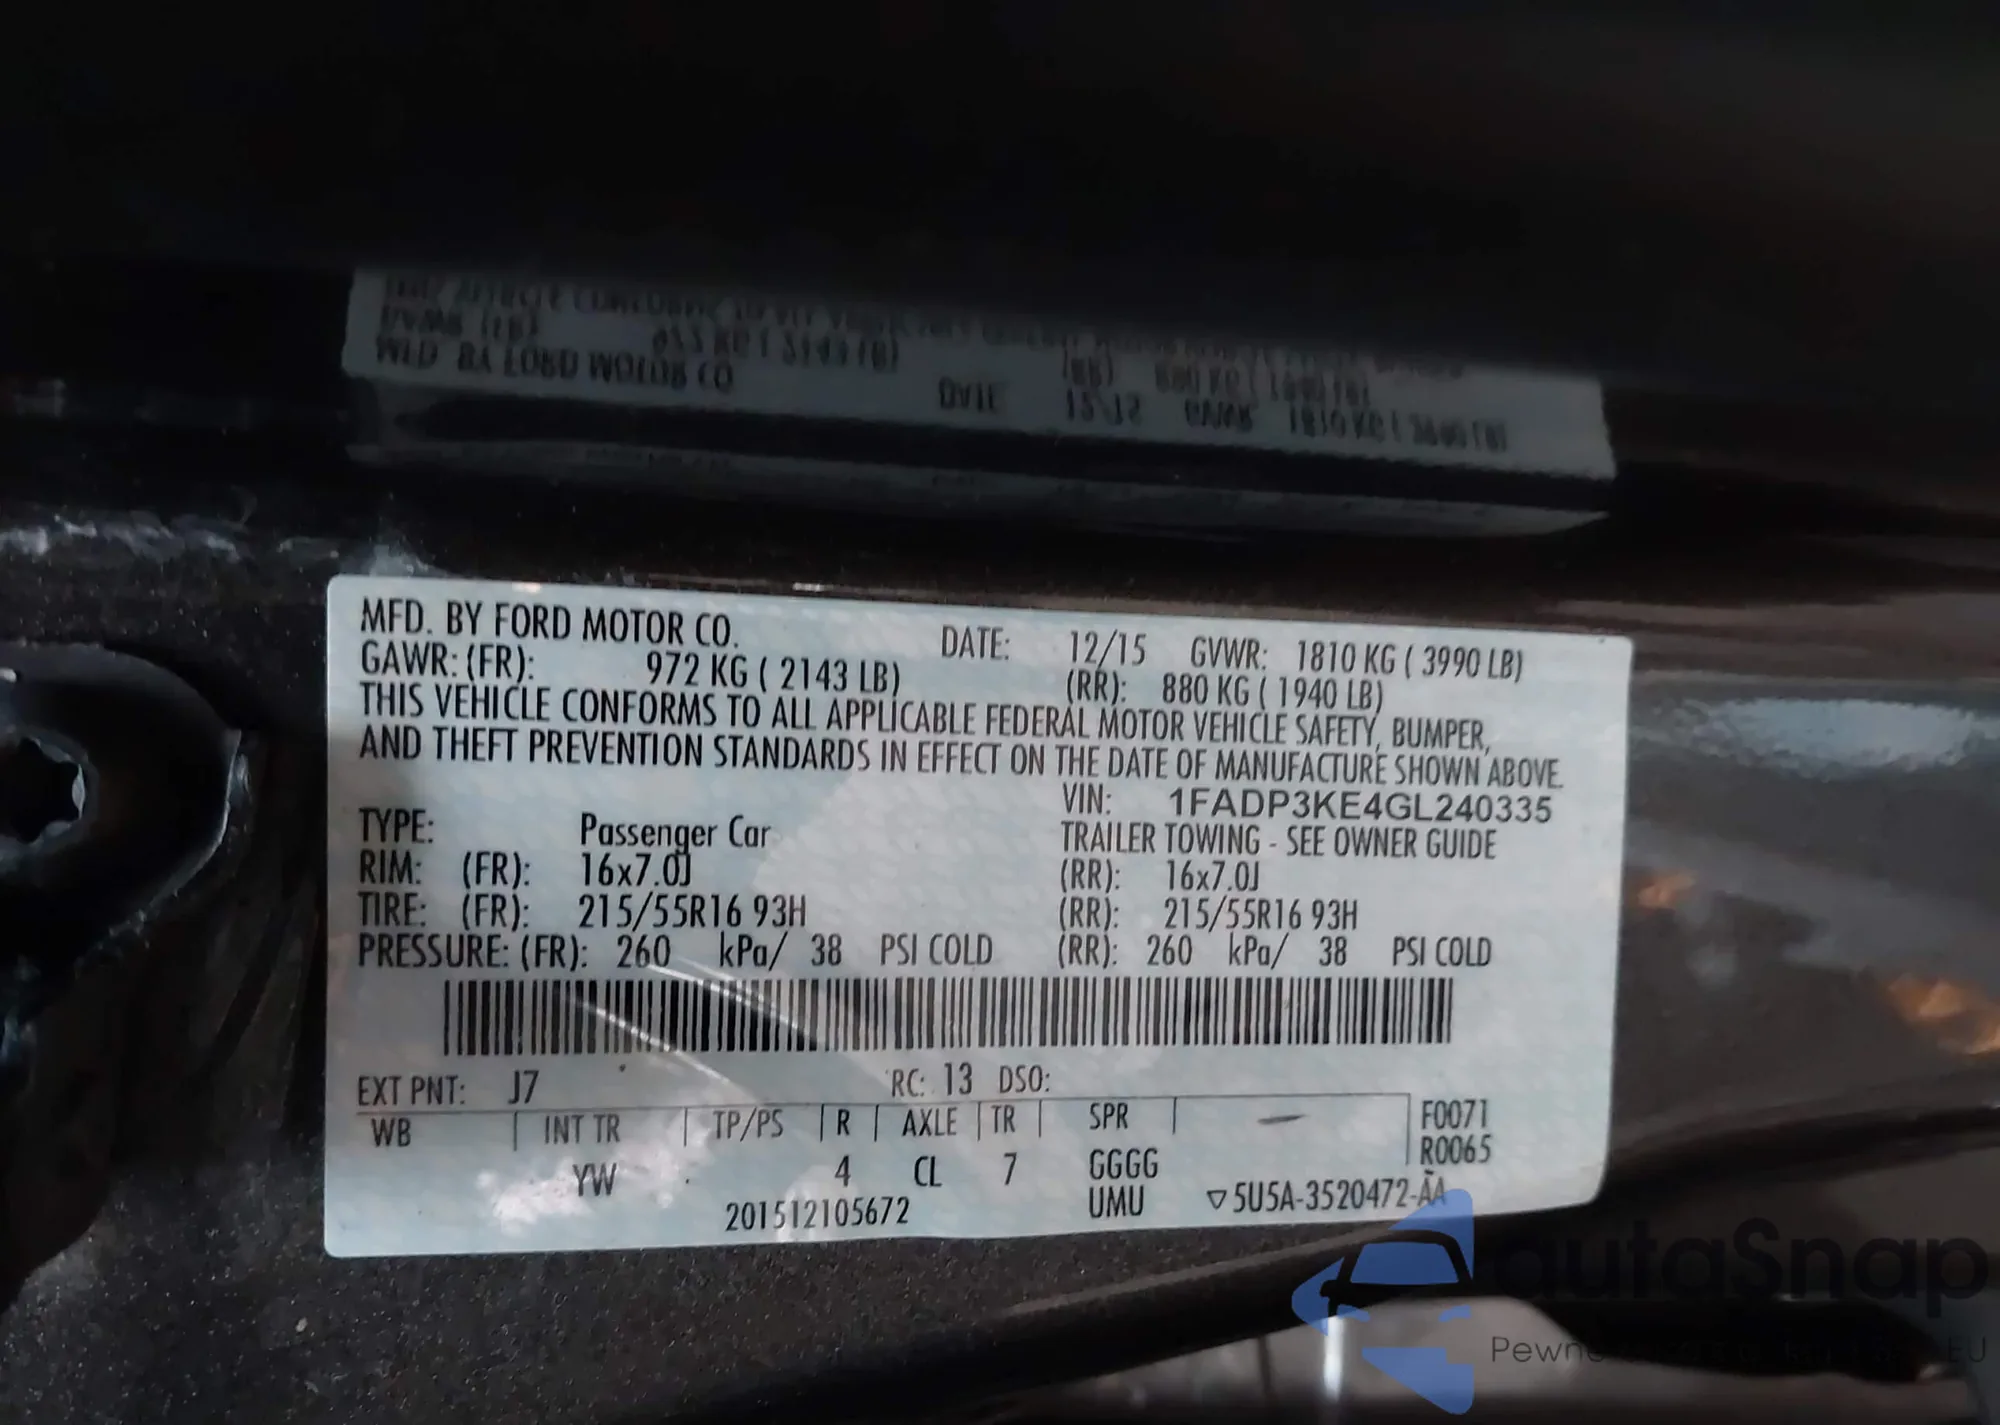 MFD. BY FORD MOTOR CO. DATE: 12/15 GVWR: 1810 KG ( 3990 LB)
GAWR: (FR): 972 KG ( 2143 LB) (RR): 880 KG ( 1940 LB)
THIS VEHICLE CONFORMS TO ALL APPLICABLE FEDERAL MOTOR VEHICLE SAFETY, BUMPER,
AND THEFT PREVENTION STANDARDS IN EFFECT ON THE DATE OF MANUFACTURE SHOWN ABOVE.
VIN: 1FADP3KE4GL240335
TYPE: Passenger Car TRAILER TOWING - SEE OWNER GUIDE
RIM: (FR): 16x7.0J (RR): 16x7.0J
TIRE: (FR): 215/55R16 93H (RR): 215/55R16 93H
PRESSURE: (FR): 260 kPa/ 38 PSI COLD (RR): 260 kPa/ 38 PSI COLD
EXT PNT: J7 RC: 13 DSO:
WB | INT TR | TP/PS | R | AXLE | TR | SPR | — F0071
R0065
YW 4 CL 7 GGGG
201512105672 UMU ▽5U5A-3520472-AA
autaSnap
EU